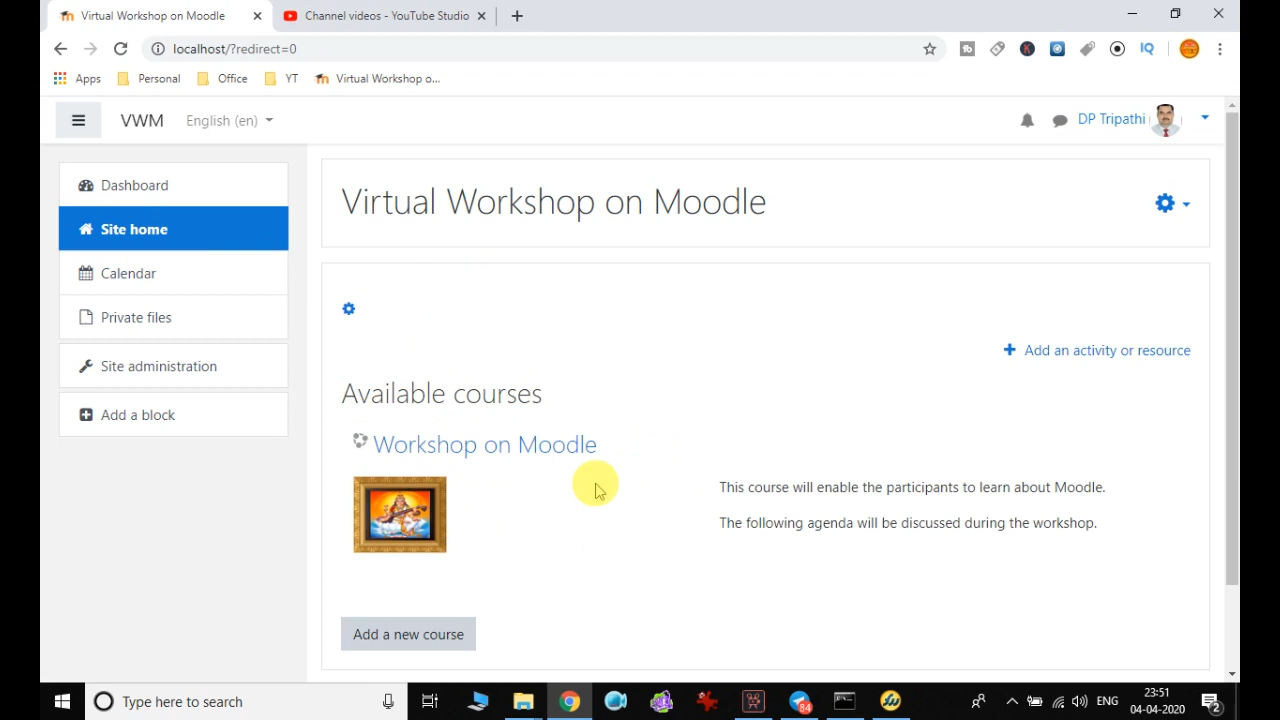 Virtual Workshop on Moodle
Channel videos - YouTube Studio
localhost/?redirect=0
IQ
Apps
Personal
Office
YT
Virtual Workshop o...
VWM
English (en)
DP Tripathi
Dashboard
Site home
Calendar
Private files
Site administration
Add a block
Virtual Workshop on Moodle
Add an activity or resource
Available courses
Workshop on Moodle
This course will enable the participants to learn about Moodle.
The following agenda will be discussed during the workshop.
Add a new course
Type here to search
84
ENG
23:51
04-04-2020
2